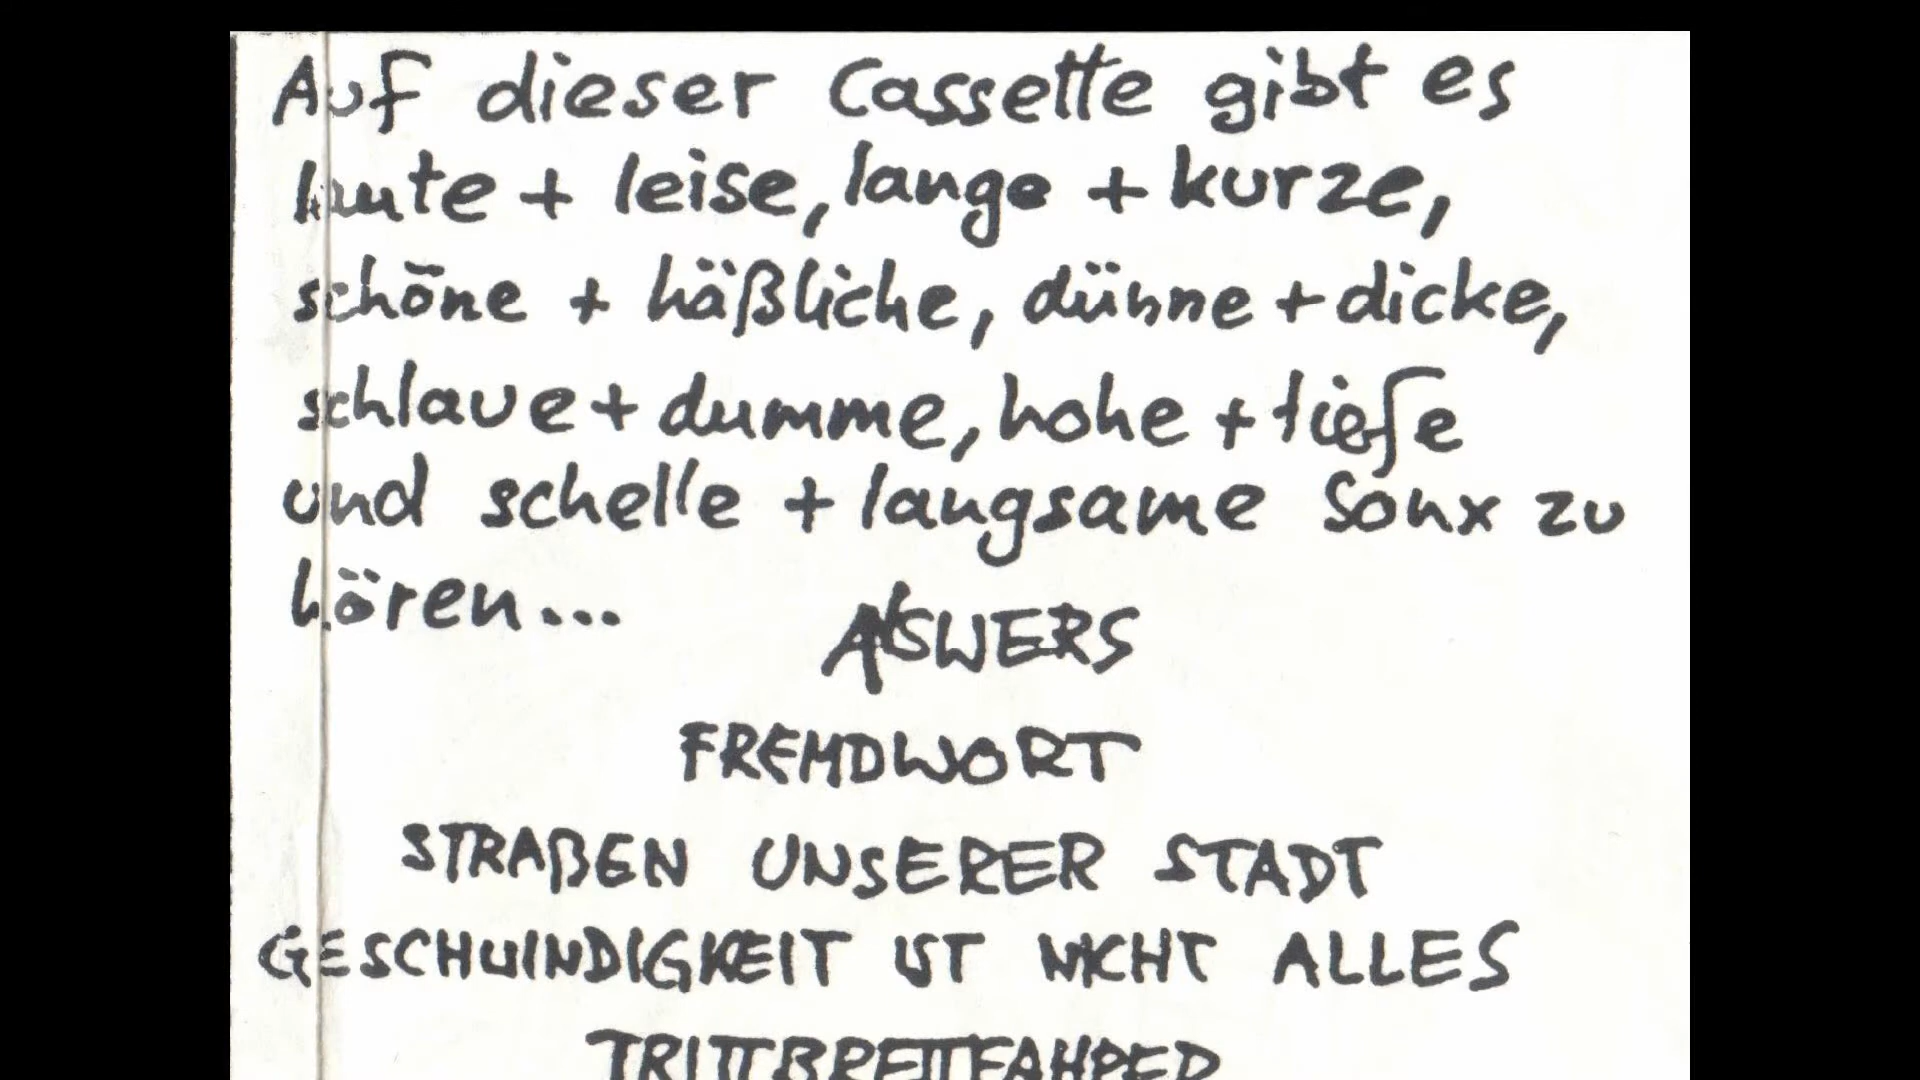 Auf dieser Cassette gibt es
laute + leise, lange + kurze,
schöne + häßliche, dünne + dicke,
schlaue + dumme, hohe + tiefe
und schelle + langsame Sonx zu
hören...
ANSWERS
FREMDWORT
STRAßEN UNSERER STADT
GESCHWINDIGKEIT IST NICHT ALLES
TRITTBRETTFAHRER